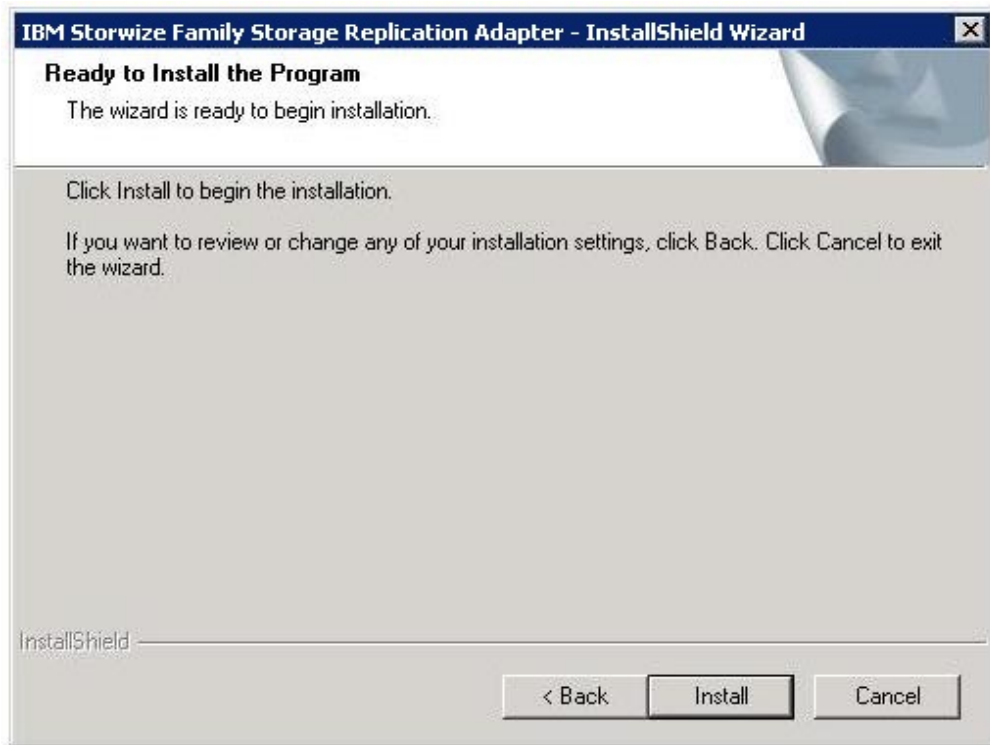 IBM Storwize Family Storage Replication Adapter - InstallShield Wizard
Ready to Install the Program
The wizard is ready to begin installation.
Click Install to begin the installation.
If you want to review or change any of your installation settings, click Back. Click Cancel to exit
the wizard.
InstallShield
< Back Install Cancel